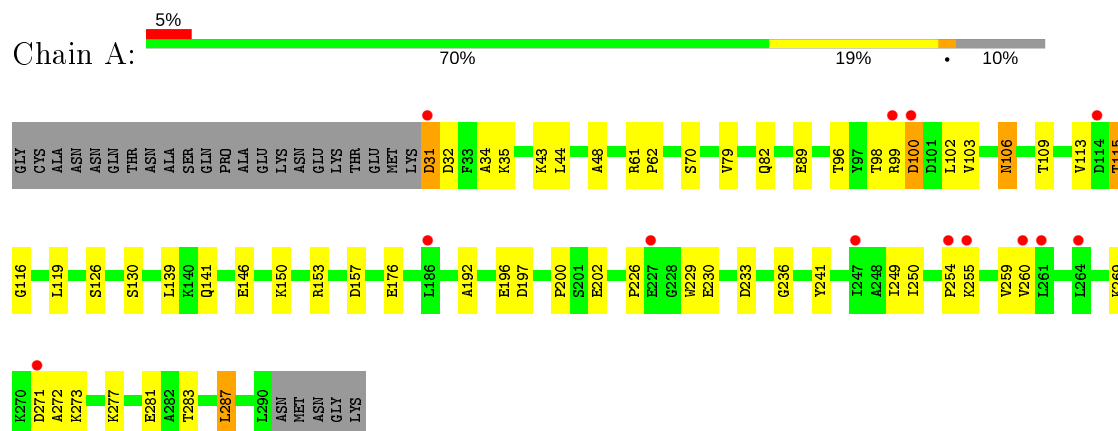 5%
Chain A:
70% 19% • 10%
GLY CYS ALA ASN ASN GLN THR ASN ALA SER GLN PRO ALA GLU LYS ASN GLU LYS THR GLU MET LYS D31 D32 F33 A34 K35 K43 L44 A48 R61 P62 S70 V79 Q82 E89 T96 Y97 T98 R99 D100 D101 L102 V103 N106 T109 V113 D114 T115
G116 L119 S126 S130 L139 K140 Q141 E146 K150 R153 D157 E176 L186 A192 E196 D197 P200 S201 E202 P226 E227 G228 W229 E230 D233 G236 Y241 I247 A248 I249 I250 P254 K255 V259 V260 L261 L264 K269
K270 D271 A272 K273 K277 E281 A282 T283 L287 L290 ASN MET ASN GLY LYS